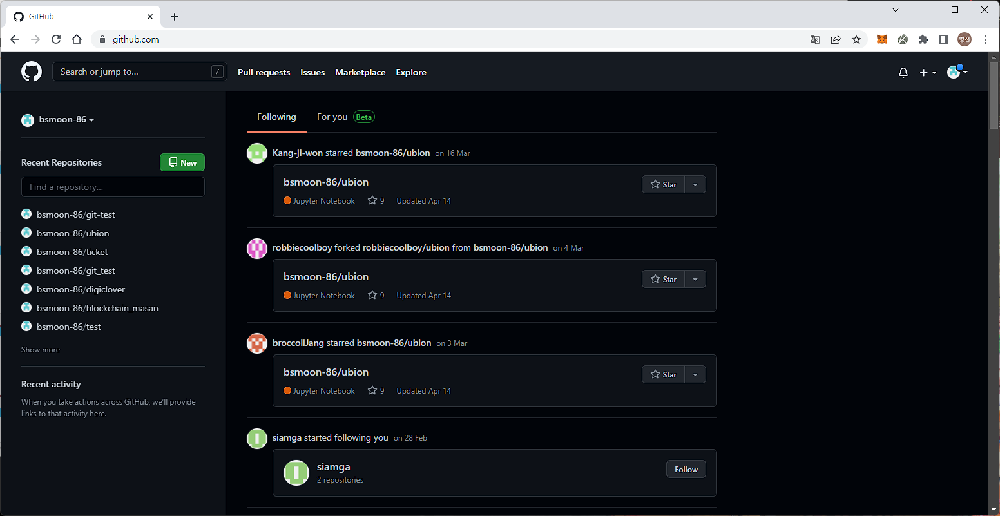 GitHub
github.com
병선
Search or jump to...
/
Pull requests
Issues
Marketplace
Explore
bsmoon-86
Recent Repositories
New
Find a repository...
bsmoon-86/git-test
bsmoon-86/ubion
bsmoon-86/ticket
bsmoon-86/git_test
bsmoon-86/digiclover
bsmoon-86/blockchain_masan
bsmoon-86/test
Show more
Recent activity
When you take actions across GitHub, we'll provide
links to that activity here.
Following
For you Beta
Kang-ji-won starred bsmoon-86/ubion on 16 Mar
bsmoon-86/ubion
Star
Jupyter Notebook 9 Updated Apr 14
robbiecoolboy forked robbiecoolboy/ubion from bsmoon-86/ubion on 4 Mar
bsmoon-86/ubion
Star
Jupyter Notebook 9 Updated Apr 14
broccoliJang starred bsmoon-86/ubion on 3 Mar
bsmoon-86/ubion
Star
Jupyter Notebook 9 Updated Apr 14
siamga started following you on 28 Feb
siamga
2 repositories
Follow